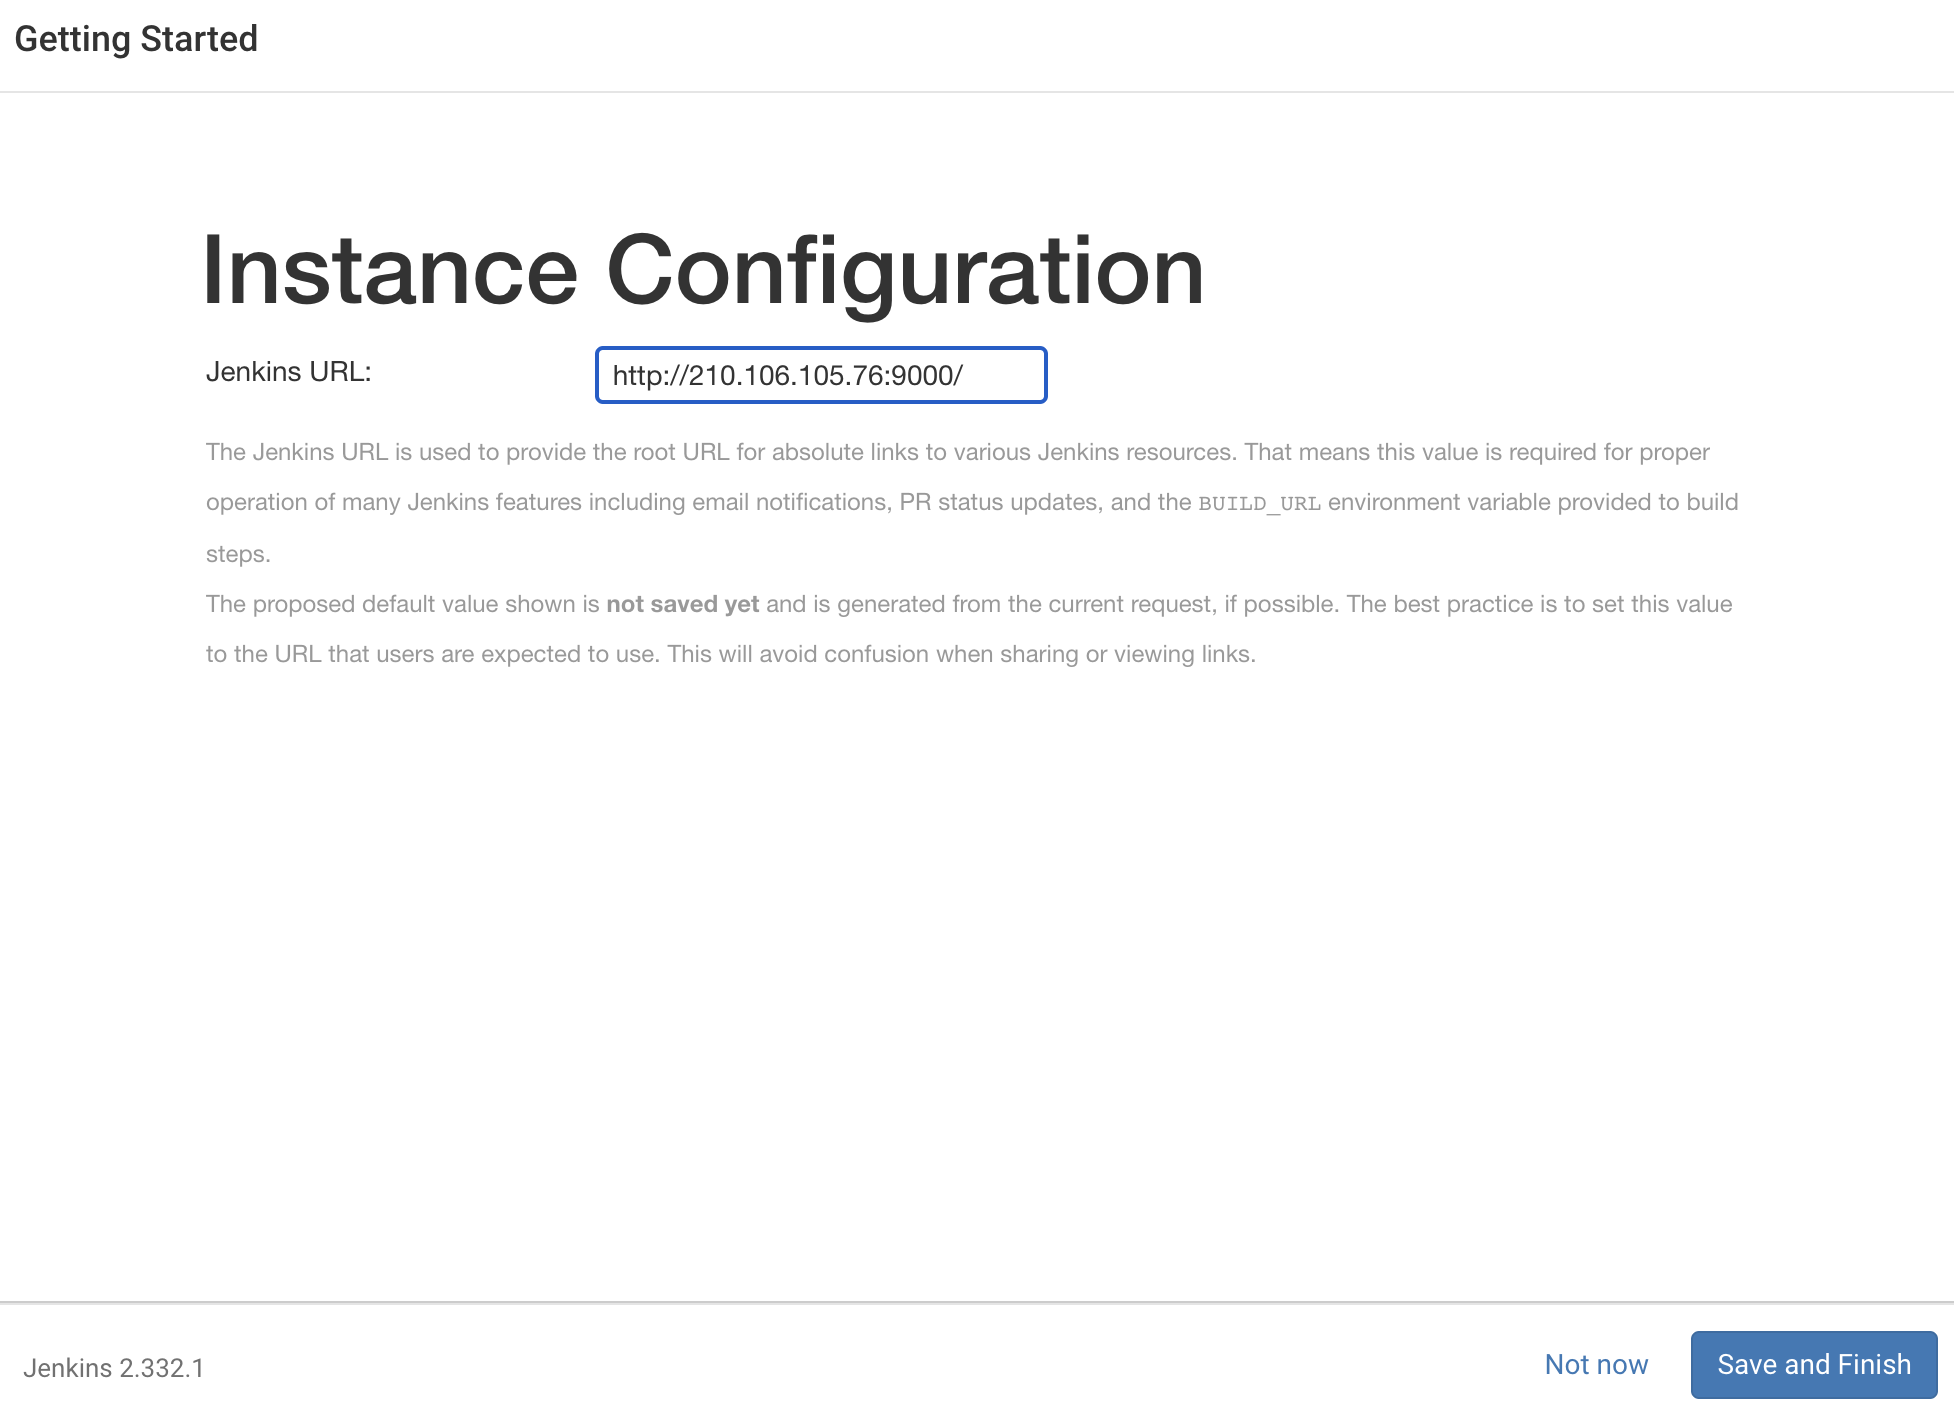 Getting Started
Instance Configuration
Jenkins URL:
http://210.106.105.76:9000/
The Jenkins URL is used to provide the root URL for absolute links to various Jenkins resources. That means this value is required for proper
operation of many Jenkins features including email notifications, PR status updates, and the BUILD_URL environment variable provided to build
steps.
The proposed default value shown is not saved yet and is generated from the current request, if possible. The best practice is to set this value
to the URL that users are expected to use. This will avoid confusion when sharing or viewing links.
Jenkins 2.332.1
Not now
Save and Finish